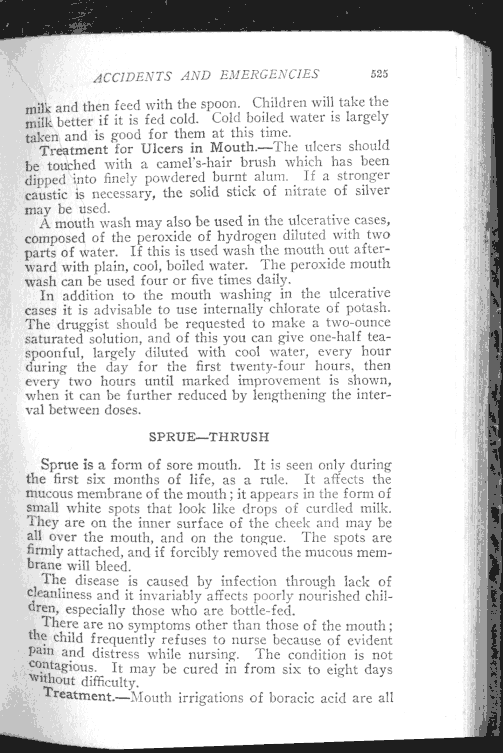 ACCIDENTS AND EMERGENCIES 525
milk and then feed with the spoon. Children will take the
milk better if it is fed cold. Cold boiled water is largely
taken and is good for them at this time.
Treatment for Ulcers in Mouth.—The ulcers should
be touched with a camel's-hair brush which has been
dipped into finely powdered burnt alum. If a stronger
caustic is necessary, the solid stick of nitrate of silver
may be used.
A mouth wash may also be used in the ulcerative cases,
composed of the peroxide of hydrogen diluted with two
parts of water. If this is used wash the mouth out after-
ward with plain, cool, boiled water. The peroxide mouth
wash can be used four or five times daily.
In addition to the mouth washing in the ulcerative
cases it is advisable to use internally chlorate of potash.
The druggist should be requested to make a two-ounce
saturated solution, and of this you can give one-half tea-
spoonful, largely diluted with cool water, every hour
during the day for the first twenty-four hours, then
every two hours until marked improvement is shown,
when it can be further reduced by lengthening the inter-
val between doses.
SPRUE—THRUSH
Sprue is a form of sore mouth. It is seen only during
the first six months of life, as a rule. It affects the
mucous membrane of the mouth; it appears in the form of
small white spots that look like drops of curdled milk.
They are on the inner surface of the cheek and may be
all over the mouth, and on the tongue. The spots are
firmly attached, and if forcibly removed the mucous mem-
brane will bleed.
The disease is caused by infection through lack of
cleanliness and it invariably affects poorly nourished chil-
dren, especially those who are bottle-fed.
There are no symptoms other than those of the mouth;
the child frequently refuses to nurse because of evident
pain and distress while nursing. The condition is not
contagious. It may be cured in from six to eight days
without difficulty.
Treatment.—Mouth irrigations of boracic acid are all